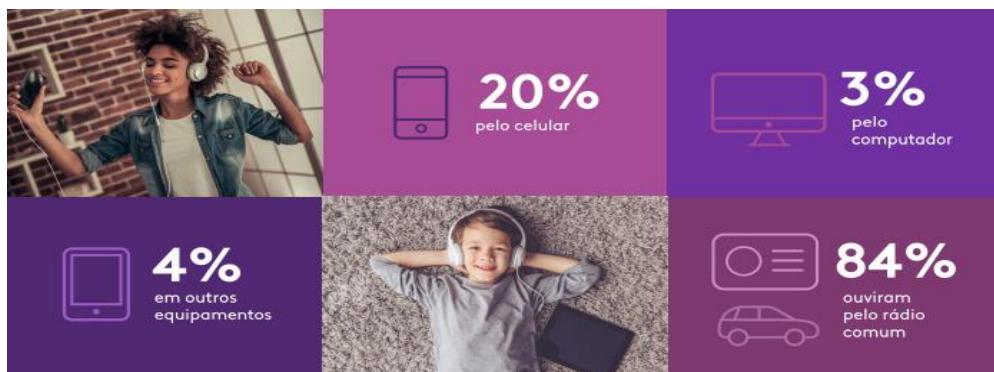 20%
pelo celular
3%
pelo
computador
4%
em outros
equipamentos
84%
ouviram
pelo rádio
comum